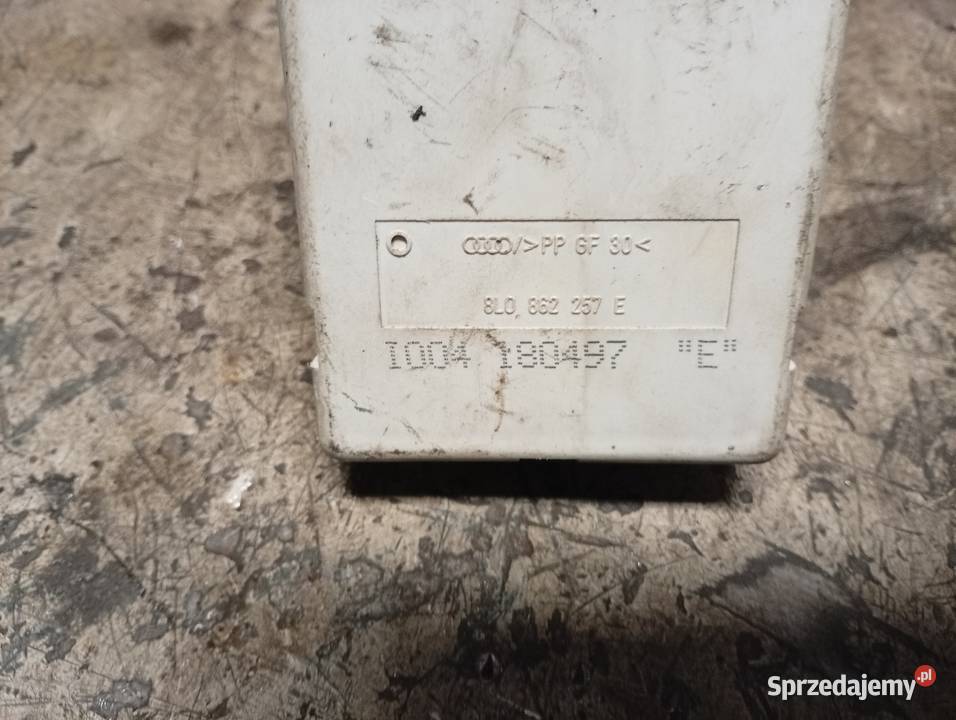 />PP GF 30<
8L0 862 257 E
1004 180497 "E"
Sprzedajemy.pl